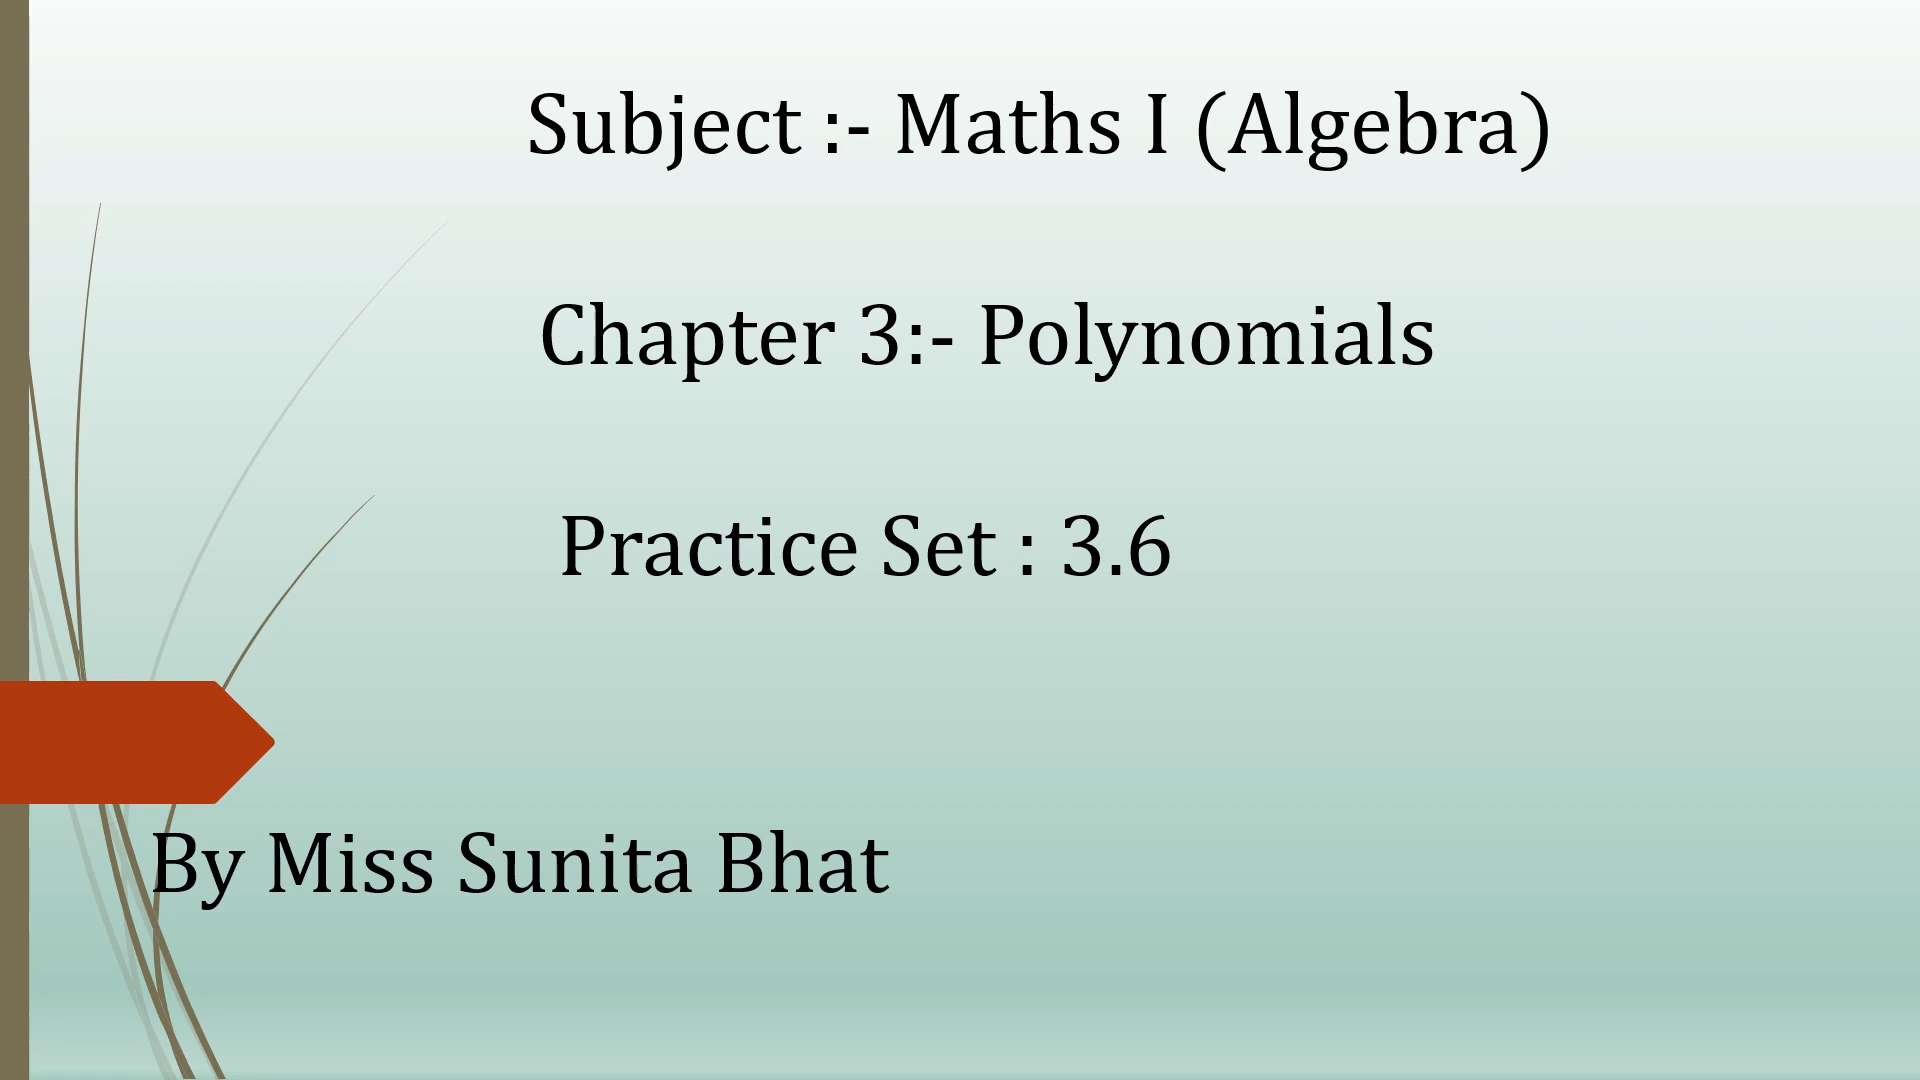 Subject :- Maths I (Algebra)
Chapter 3:- Polynomials
Practice Set : 3.6
By Miss Sunita Bhat